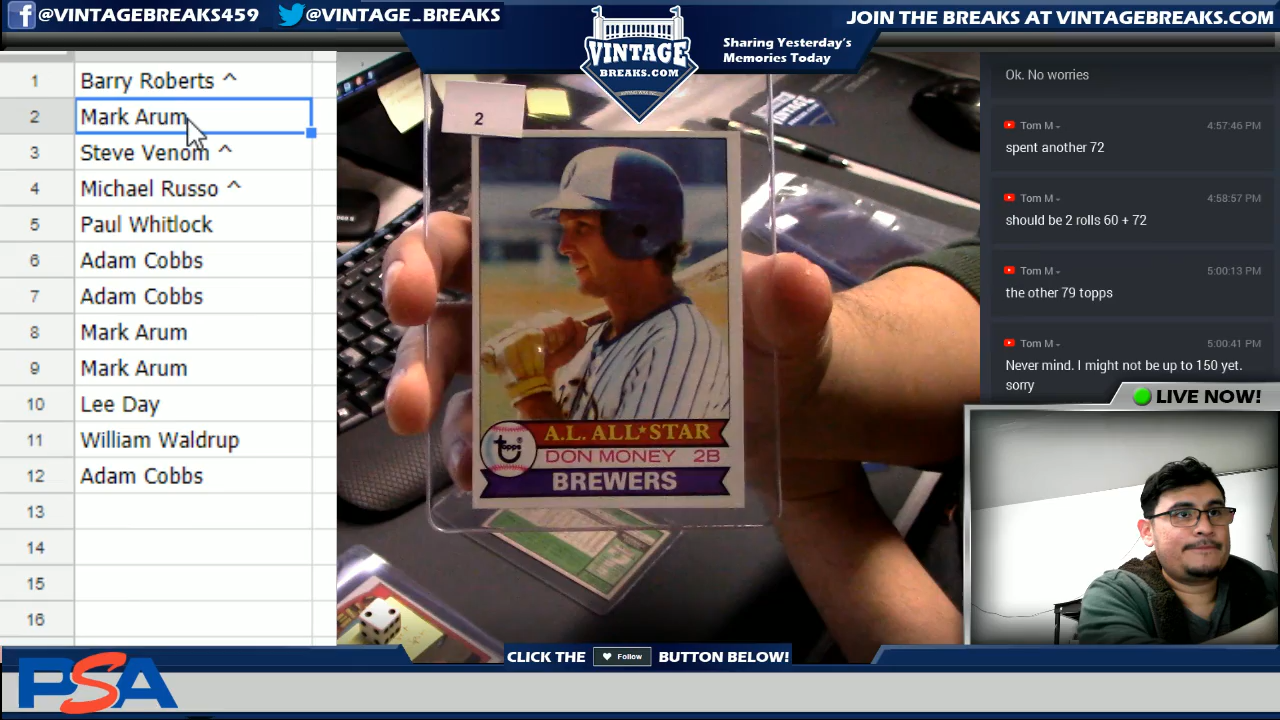 @VINTAGEBREAKS459
@VINTAGE_BREAKS
VINTAGE
BREAKS.COM
Sharing Yesterday's
Memories Today
JOIN THE BREAKS AT VINTAGEBREAKS.COM
1 Barry Roberts ^
2 Mark Arum
3 Steve Venom ^
4 Michael Russo ^
5 Paul Whitlock
6 Adam Cobbs
7 Adam Cobbs
8 Mark Arum
9 Mark Arum
10 Lee Day
11 William Waldrup
12 Adam Cobbs
13
14
15
16
2
topps
A.L. ALL★STAR
DON MONEY 2B
BREWERS
Ok. No worries
Tom M 4:57:46 PM
spent another 72
Tom M 4:58:57 PM
should be 2 rolls 60 + 72
Tom M 5:00:13 PM
the other 79 topps
Tom M 5:00:41 PM
Never mind. I might not be up to 150 yet.
sorry
LIVE NOW!
CLICK THE Follow BUTTON BELOW!
PSA